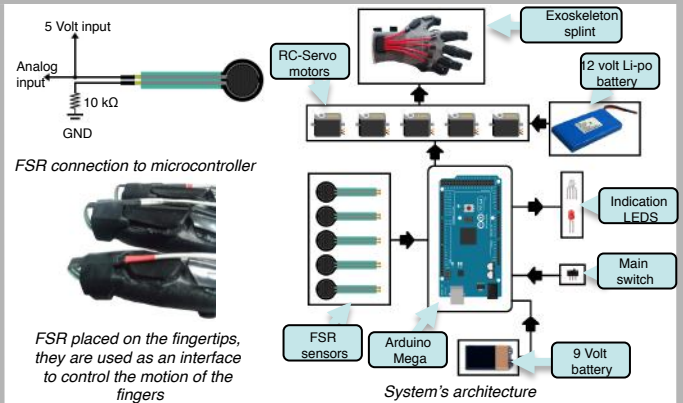 5 Volt input
Analog
input
10 kΩ
GND
FSR connection to microcontroller
FSR placed on the fingertips,
they are used as an interface
to control the motion of the
fingers
Exoskeleton
splint
RC-Servo
motors
12 volt Li-po
battery
Indication
LEDS
Main
switch
FSR
sensors
Arduino
Mega
9 Volt
battery
System's architecture